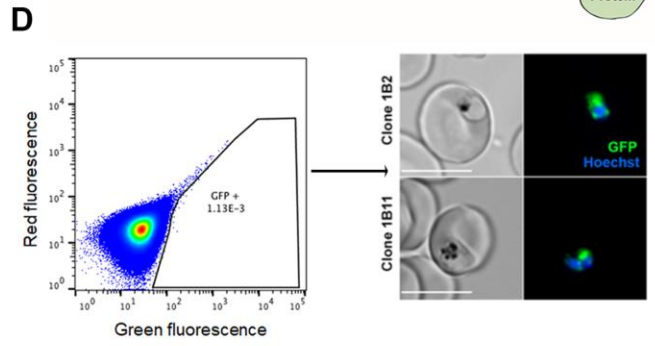 D
Red fluorescence
10^5
10^4
10^3
10^2
10^1
10^0
GFP +
1.13E-3
10^0 10^1 10^2 10^3 10^4 10^5
Green fluorescence
Clone 1B2
GFP
Hoechst
Clone 1B11